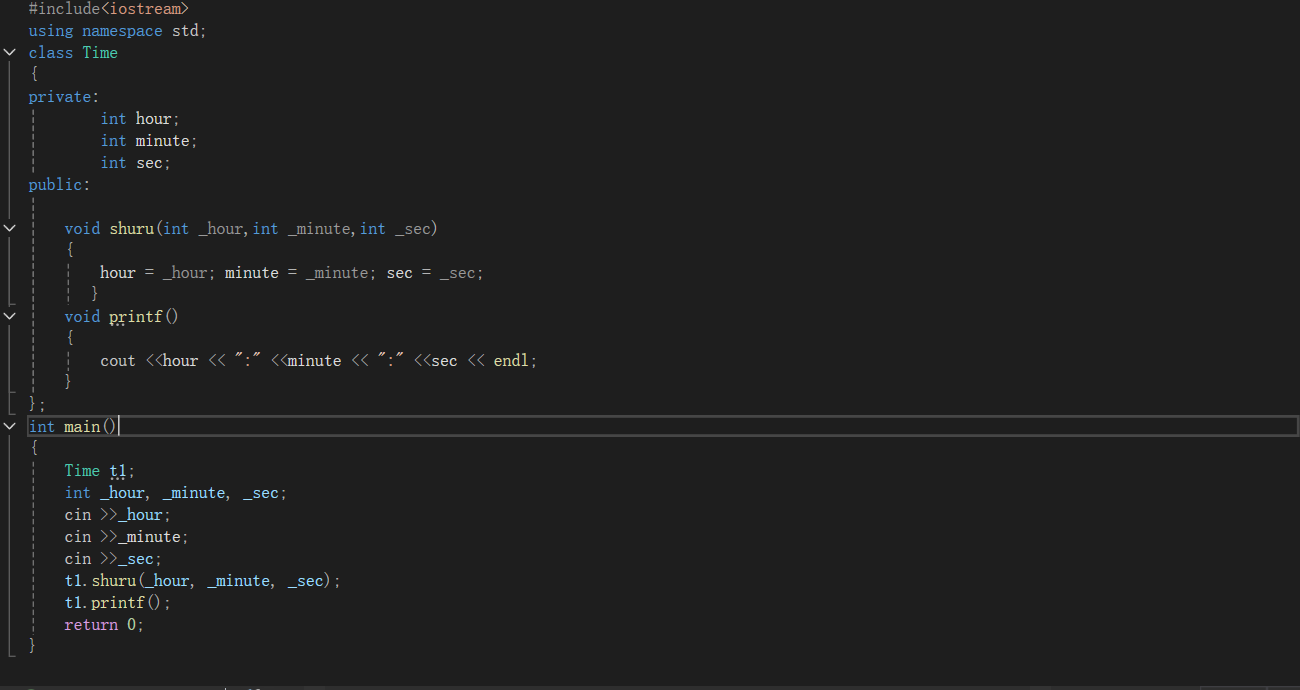 #include<iostream>
using namespace std;
class Time
{
private:
int hour;
int minute;
int sec;
public:
void shuru(int _hour,int _minute,int _sec)
{
hour = _hour; minute = _minute; sec = _sec;
}
void printf()
{
cout <<hour << ":" <<minute << ":" <<sec << endl;
}
};
int main()
{
Time t1;
int _hour, _minute, _sec;
cin >>_hour;
cin >>_minute;
cin >>_sec;
t1.shuru(_hour, _minute, _sec);
t1.printf();
return 0;
}